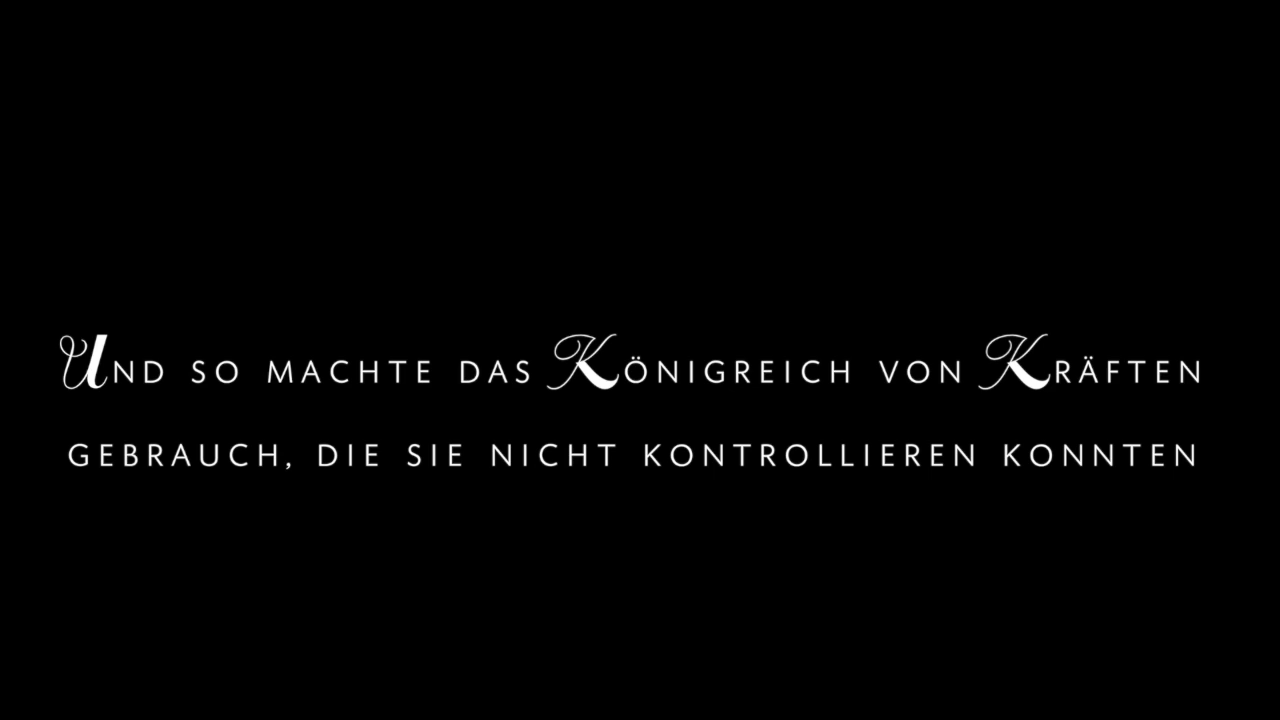 Und so machte das Königreich von Kräften
gebrauch, die sie nicht kontrollieren konnten